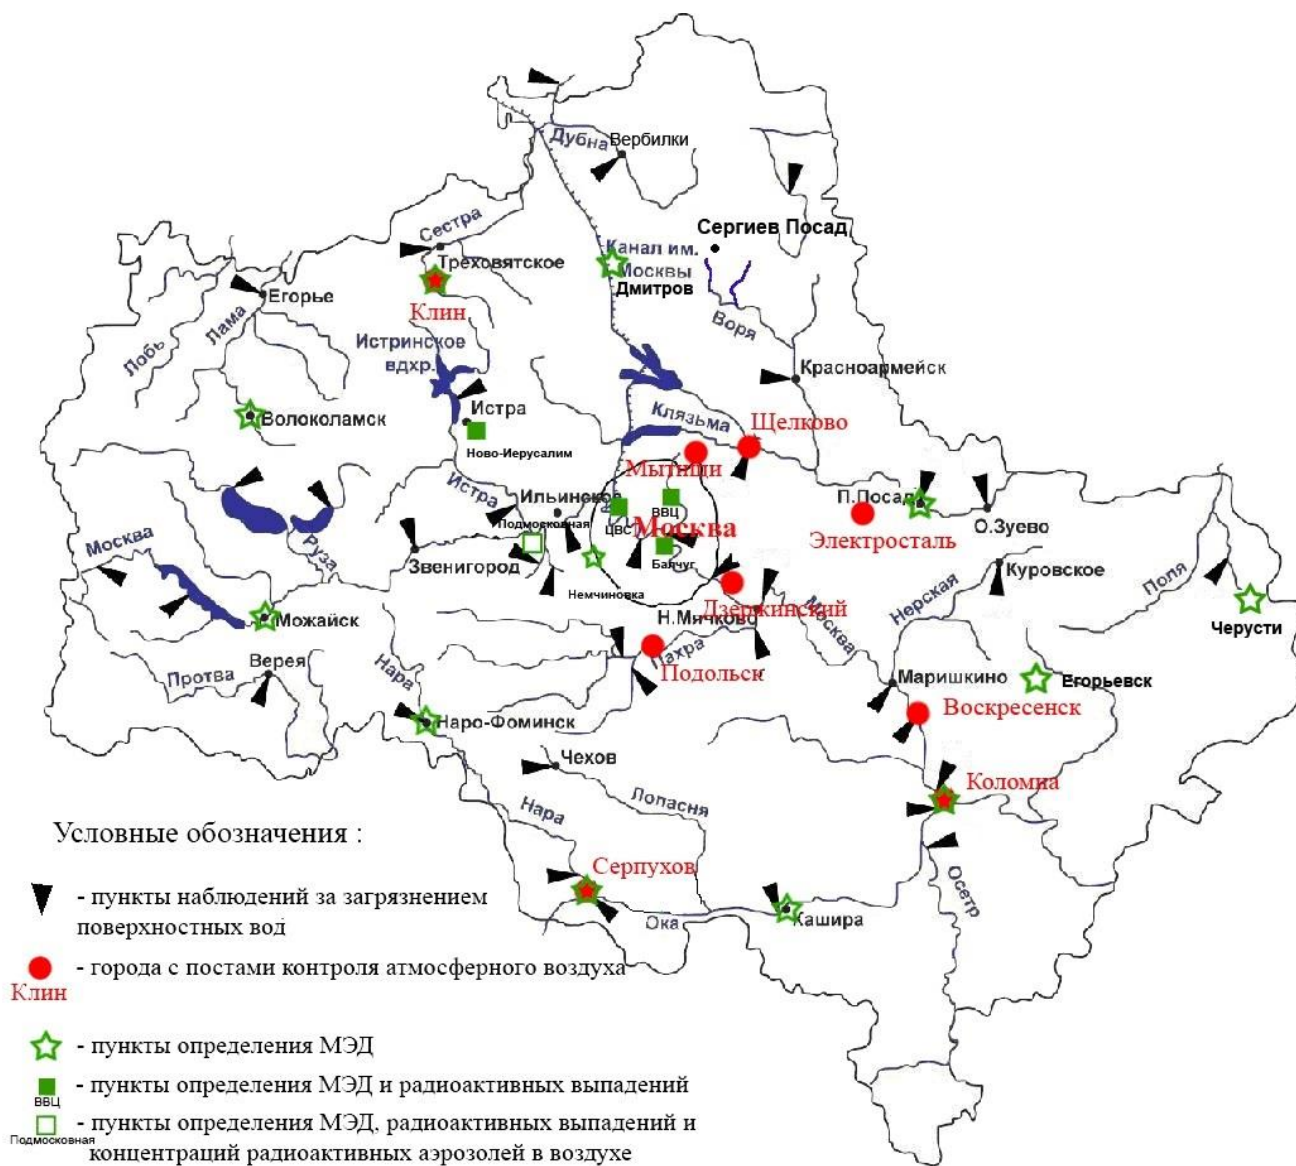 Дубна
Вербилки
Сестра
Сергиев Посад
Канал им.
Москвы
Треховятское
Дмитров
Егорье
Клин
Воря
Лама
Лобь
Истринское
вдхр.
Красноармейск
Истра
Волоколамск
Клязьма
Щелково
Ново-Иерусалим
Мытищи
Истра
Ильинское
П.Посад
ВВЦ
ЦВС
Москва
О.Зуево
Подмосковная
Москва
Руза
Электросталь
Балчуг
Звенигород
Куровское
Поля
Немчиновка
Нерская
Дзержинский
Можайск
Н.Мячково
Москва
Черусти
Верея
Протва
Нара
Пахра
Подольск
Маришкино
Егорьевск
Воскресенск
Наро-Фоминск
Чехов
Коломна
Лопасня
Нара
Условные обозначения :
Серпухов
Осетр
- пункты наблюдений за загрязнением
поверхностных вод
Ока
Кашира
- города с постами контроля атмосферного воздуха
Клин
- пункты определения МЭД
- пункты определения МЭД и радиоактивных выпадений
ВВЦ
- пункты определения МЭД, радиоактивных выпадений и
Подмосковная
концентраций радиоактивных аэрозолей в воздухе